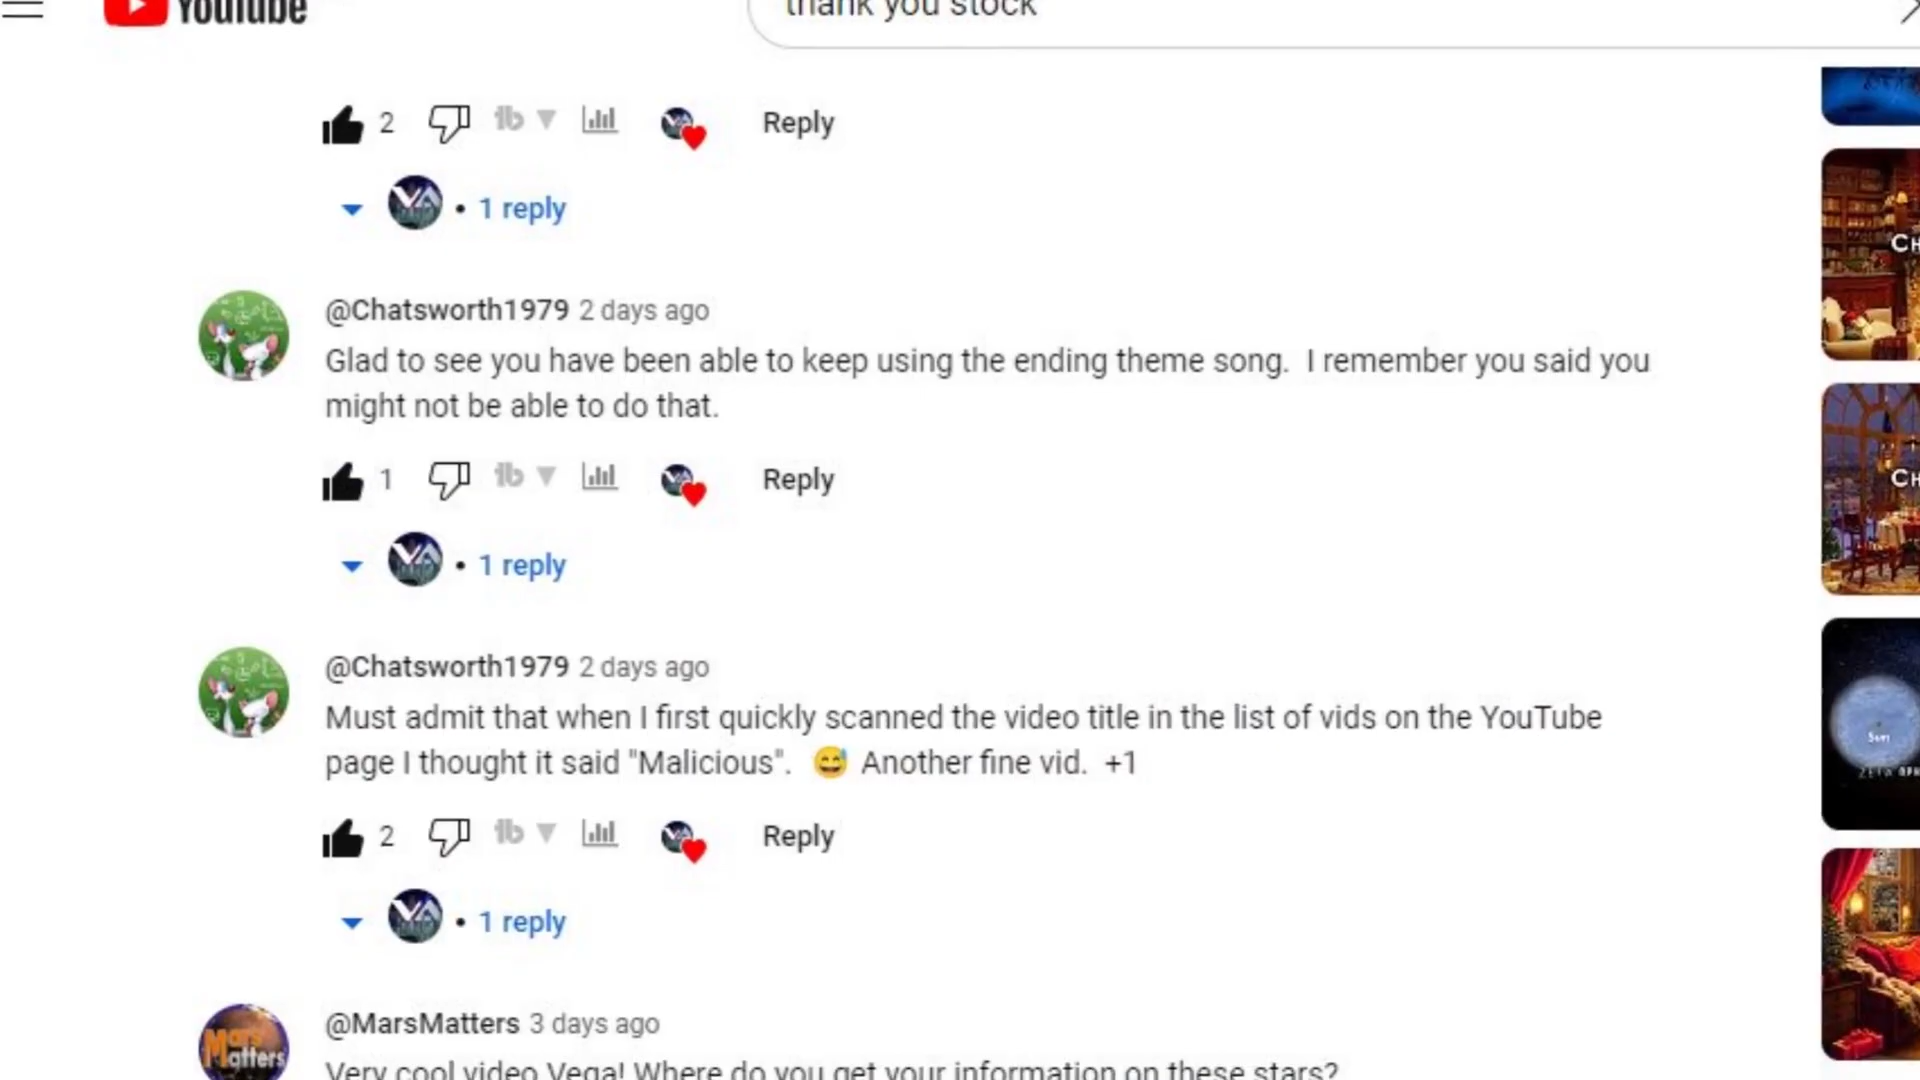 YouTube
thank you stock
2 Reply
1 reply
@Chatsworth1979 2 days ago
Glad to see you have been able to keep using the ending theme song.  I remember you said you
might not be able to do that.
1 Reply
1 reply
@Chatsworth1979 2 days ago
Must admit that when I first quickly scanned the video title in the list of vids on the YouTube
page I thought it said "Malicious".  😅 Another fine vid.  +1
2 Reply
1 reply
@MarsMatters 3 days ago
Very cool video Vega! Where do you get your information on these stars?
Mars
Matters
Sun